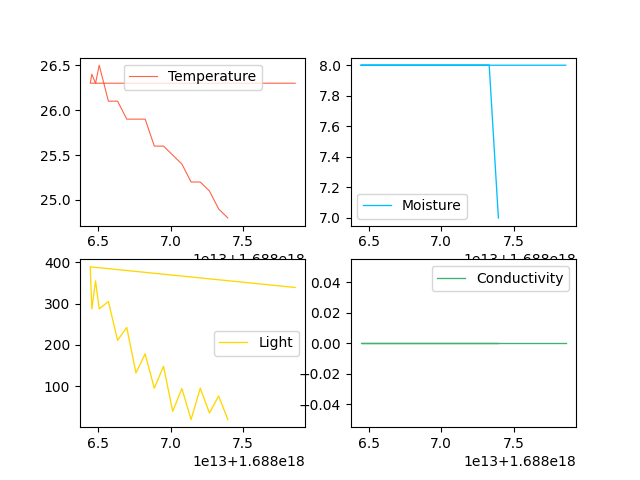 26.5
26.0
25.5
25.0
Temperature
6.5 7.0 7.5
1e13+1.688e18
8.0
7.8
7.6
7.4
7.2
7.0
Moisture
6.5 7.0 7.5
1e13+1.688e18
400
300
200
100
Light
6.5 7.0 7.5
1e13+1.688e18
0.04
0.02
0.00
−0.02
−0.04
Conductivity
6.5 7.0 7.5
1e13+1.688e18